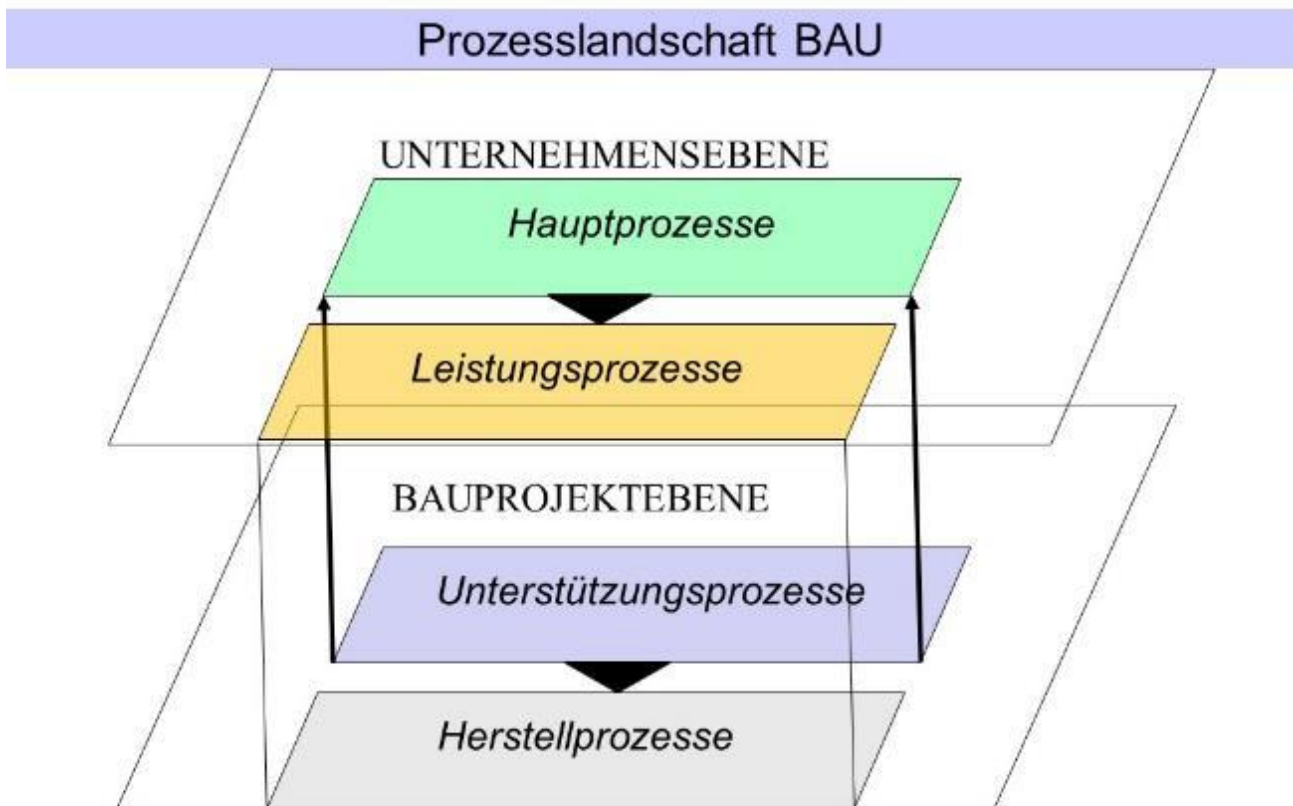 Prozesslandschaft BAU
UNTERNEHMENSEBENE
Hauptprozesse
Leistungsprozesse
BAUPROJEKTEBENE
Unterstützungsprozesse
Herstellprozesse